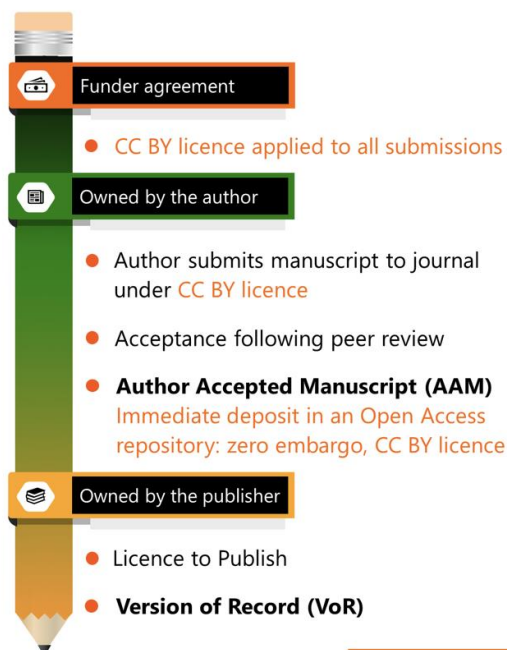 Funder agreement
CC BY licence applied to all submissions
Owned by the author
Author submits manuscript to journal
under CC BY licence
Acceptance following peer review
Author Accepted Manuscript (AAM)
Immediate deposit in an Open Access
repository: zero embargo, CC BY licence
Owned by the publisher
Licence to Publish
Version of Record (VoR)